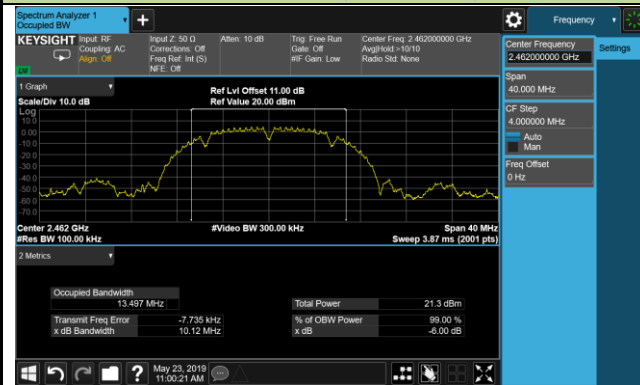 Spectrum Analyzer 1
Occupied BW
Frequency
KEYSIGHT
Input: RF
Coupling: AC
Align: Off
Input Z: 50 Ω
Corrections: Off
Freq Ref: Int (S)
NFE: Off
Atten: 10 dB
Trig: Free Run
Gate: Off
#IF Gain: Low
Center Freq: 2.462000000 GHz
Avg|Hold:>10/10
Radio Std: None
Center Frequency
2.462000000 GHz
Settings
Span
40.000 MHz
CF Step
4.000000 MHz
Auto
Man
Freq Offset
0 Hz
1 Graph
Scale/Div 10.0 dB
Ref Lvl Offset 11.00 dB
Ref Value 20.00 dBm
Log
10.0
0.00
-10.0
-20.0
-30.0
-40.0
-50.0
-60.0
-70.0
Center 2.462 GHz
#Video BW 300.00 kHz
Span 40 MHz
#Res BW 100.00 kHz
Sweep 3.87 ms (2001 pts)
2 Metrics
Occupied Bandwidth
13.497 MHz
Total Power 21.3 dBm
Transmit Freq Error -7.735 kHz
% of OBW Power 99.00 %
x dB Bandwidth 10.12 MHz
x dB -6.00 dB
May 23, 2019
11:00:21 AM